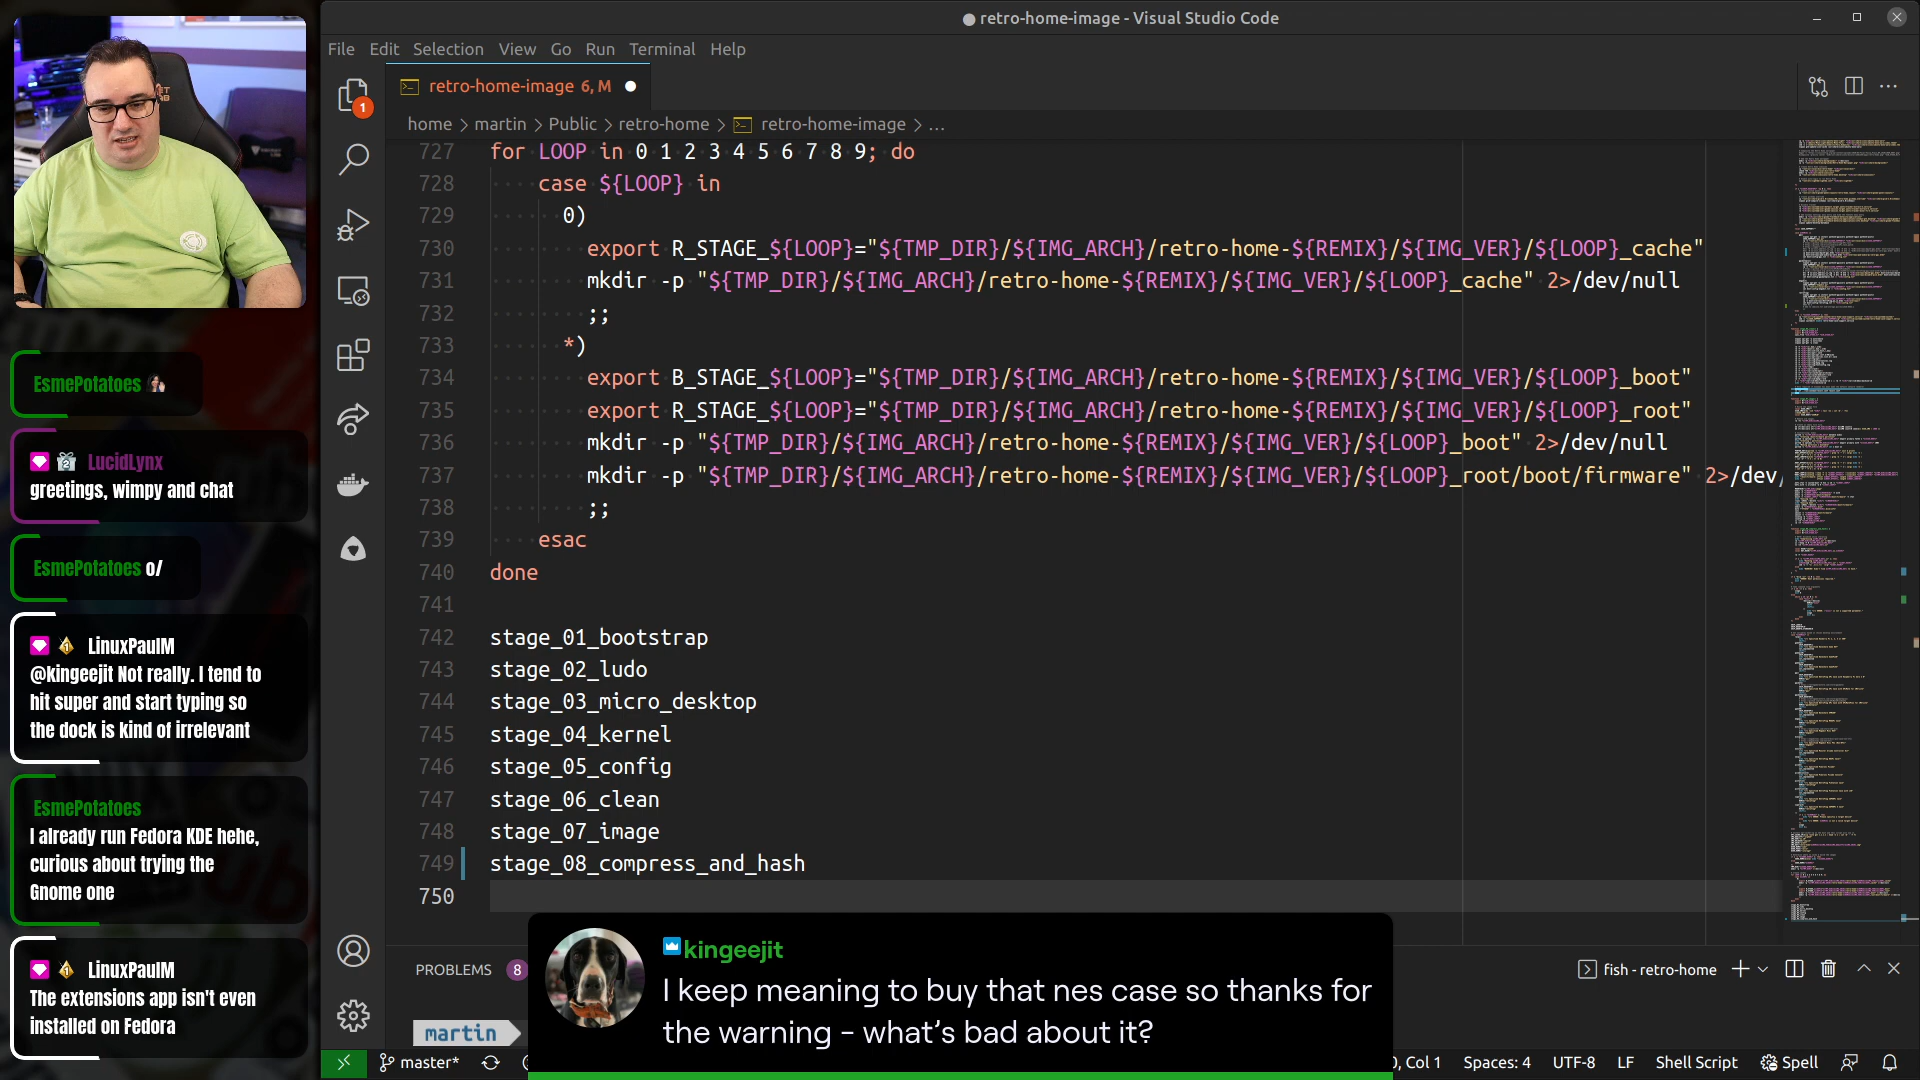 retro-home-image - Visual Studio Code
File Edit Selection View Go Run Terminal Help
1
retro-home-image 6, M
home > martin > Public > retro-home > retro-home-image > ...
727 for LOOP in 0 1 2 3 4 5 6 7 8 9; do
728 case ${LOOP} in
729 0)
730 export R_STAGE_${LOOP}="${TMP_DIR}/${IMG_ARCH}/retro-home-${REMIX}/${IMG_VER}/${LOOP}_cache"
731 mkdir -p "${TMP_DIR}/${IMG_ARCH}/retro-home-${REMIX}/${IMG_VER}/${LOOP}_cache" 2>/dev/null
732 ;;
733 *)
734 export B_STAGE_${LOOP}="${TMP_DIR}/${IMG_ARCH}/retro-home-${REMIX}/${IMG_VER}/${LOOP}_boot"
735 export R_STAGE_${LOOP}="${TMP_DIR}/${IMG_ARCH}/retro-home-${REMIX}/${IMG_VER}/${LOOP}_root"
736 mkdir -p "${TMP_DIR}/${IMG_ARCH}/retro-home-${REMIX}/${IMG_VER}/${LOOP}_boot" 2>/dev/null
737 mkdir -p "${TMP_DIR}/${IMG_ARCH}/retro-home-${REMIX}/${IMG_VER}/${LOOP}_root/boot/firmware" 2>/dev/
738 ;;
739 esac
740 done
741
742 stage_01_bootstrap
743 stage_02_ludo
744 stage_03_micro_desktop
745 stage_04_kernel
746 stage_05_config
747 stage_06_clean
748 stage_07_image
749 stage_08_compress_and_hash
750
PROBLEMS 8
fish - retro-home
martin
master*
, Col 1 Spaces: 4 UTF-8 LF Shell Script Spell
EsmePotatoes
LucidLynx
greetings, wimpy and chat
EsmePotatoes o/
LinuxPaulM
@kingeejit Not really. I tend to
hit super and start typing so
the dock is kind of irrelevant
EsmePotatoes
I already run Fedora KDE hehe,
curious about trying the
Gnome one
LinuxPaulM
The extensions app isn't even
installed on Fedora
kingeejit
I keep meaning to buy that nes case so thanks for
the warning - what's bad about it?